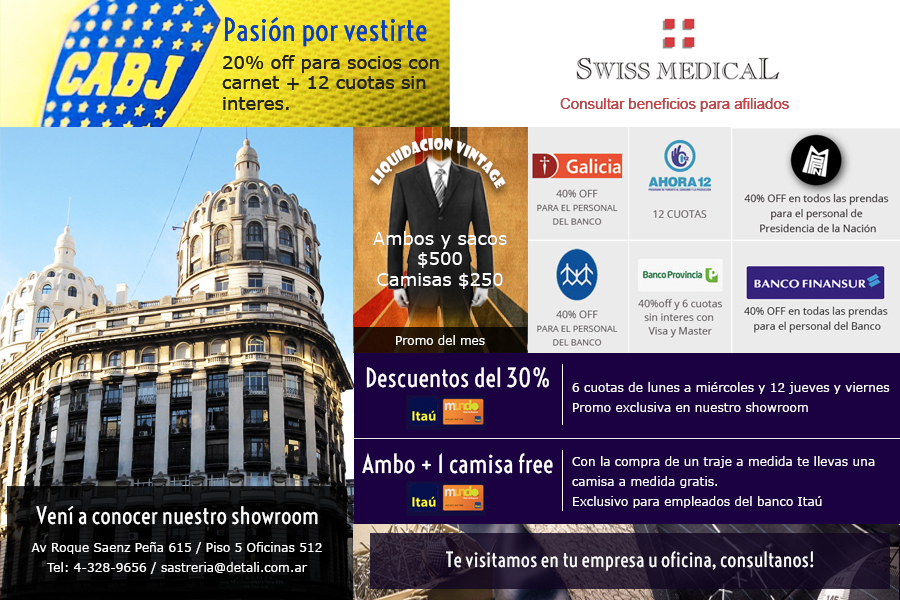 CABJ
Pasión por vestirte
20% off para socios con
carnet + 12 cuotas sin
interes.
SWISS MEDICAL
Consultar beneficios para afiliados
LIQUIDACION VINTAGE
Ambos y sacos
$500
Camisas $250
Promo del mes
Galicia
40% OFF
PARA EL PERSONAL
DEL BANCO
AHORA 12
12 CUOTAS
40% OFF en todos las prendas
para el personal de
Presidencia de la Nación
40% OFF
PARA EL PERSONAL
DEL BANCO
Banco Provincia
40%off y 6 cuotas
sin interes con
Visa y Master
BANCO FINANSUR
40% OFF en todas las prendas
para el personal del Banco
Descuentos del 30%
Itaú
mundo
6 cuotas de lunes a miércoles y 12 jueves y viernes
Promo exclusiva en nuestro showroom
Ambo + 1 camisa free
Itaú
mundo
Con la compra de un traje a medida te llevas una
camisa a medida gratis.
Exclusivo para empleados del banco Itaú
Vení a conocer nuestro showroom
Av Roque Saenz Peña 615 / Piso 5 Oficinas 512
Tel: 4-328-9656 / sastreria@detali.com.ar
Te visitamos en tu empresa u oficina, consultanos!